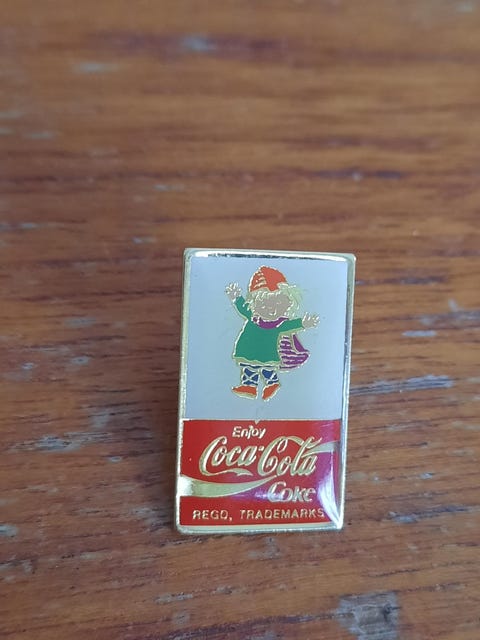 Enjoy
Coca-Cola
Coke
REGD, TRADEMARKS